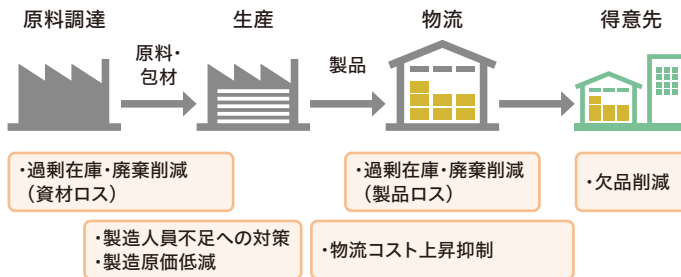 原料調達
生産
物流
得意先
原料・
包材
製品
・過剰在庫・廃棄削減
（資材ロス）
・過剰在庫・廃棄削減
（製品ロス）
・欠品削減
・製造人員不足への対策
・製造原価低減
・物流コスト上昇抑制